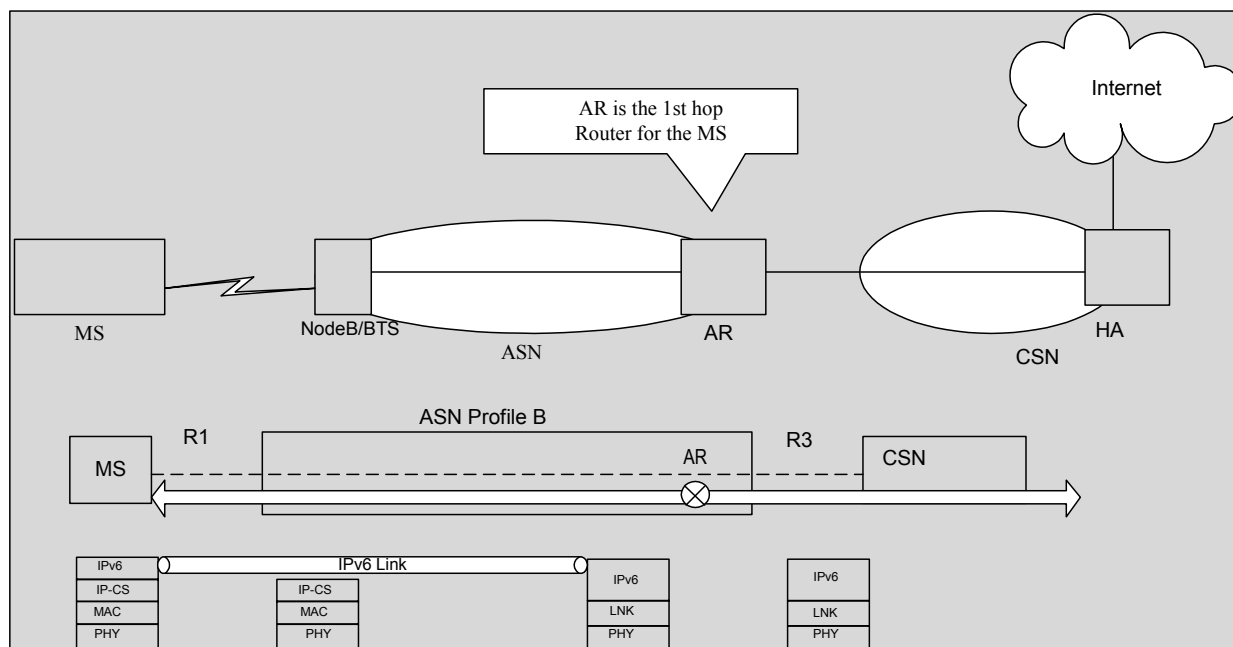 Internet
AR is the 1st hop
Router for the MS
MS
NodeB/BTS
ASN
AR
CSN
HA
ASN Profile B
R1
R3
MS
AR
CSN
IPv6
IPv6 Link
IP-CS
MAC
PHY
IP-CS
MAC
PHY
IPv6
LNK
PHY
IPv6
LNK
PHY